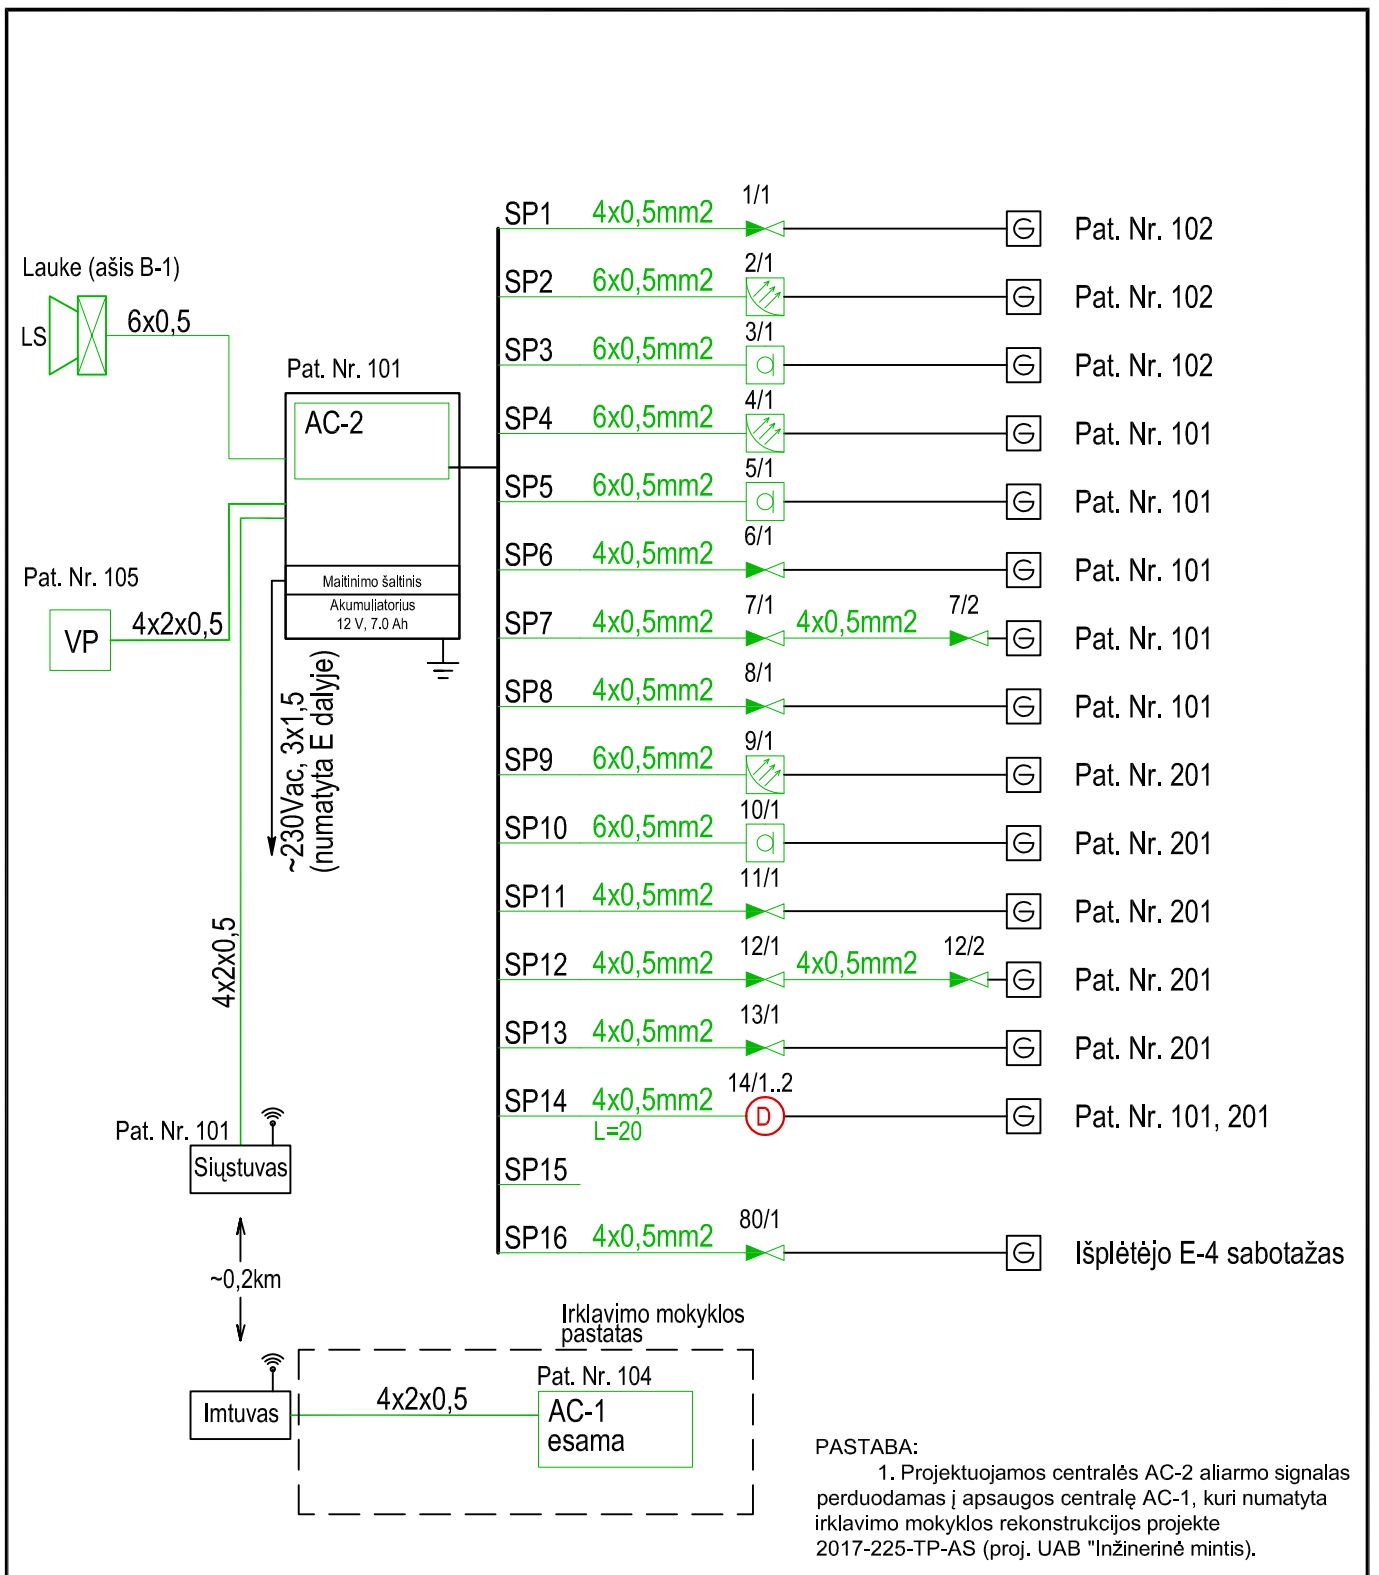 Lauke (ašis B-1)
LS
6x0,5
Pat. Nr. 101
AC-2
Maitinimo šaltinis
Akumuliatorius
12 V, 7.0 Ah
Pat. Nr. 105
VP
4x2x0,5
~230Vac, 3x1,5
(numatyta E dalyje)
4x2x0,5
Pat. Nr. 101
Siųstuvas
~0,2km
Imtuvas
4x2x0,5
Irklavimo mokyklos
pastatas
Pat. Nr. 104
AC-1
esama
SP1 4x0,5mm2 1/1 G Pat. Nr. 102
SP2 6x0,5mm2 2/1 G Pat. Nr. 102
SP3 6x0,5mm2 3/1 G Pat. Nr. 102
SP4 6x0,5mm2 4/1 G Pat. Nr. 101
SP5 6x0,5mm2 5/1 G Pat. Nr. 101
SP6 4x0,5mm2 6/1 G Pat. Nr. 101
SP7 4x0,5mm2 7/1 4x0,5mm2 7/2 G Pat. Nr. 101
SP8 4x0,5mm2 8/1 G Pat. Nr. 101
SP9 6x0,5mm2 9/1 G Pat. Nr. 201
SP10 6x0,5mm2 10/1 G Pat. Nr. 201
SP11 4x0,5mm2 11/1 G Pat. Nr. 201
SP12 4x0,5mm2 12/1 4x0,5mm2 12/2 G Pat. Nr. 201
SP13 4x0,5mm2 13/1 G Pat. Nr. 201
SP14 4x0,5mm2 14/1..2 D G Pat. Nr. 101, 201
L=20
SP15
SP16 4x0,5mm2 80/1 G Išplėtėjo E-4 sabotažas
PASTABA:
1. Projektuojamos centralės AC-2 aliarmo signalas
perduodamas į apsaugos centralę AC-1, kuri numatyta
irklavimo mokyklos rekonstrukcijos projekte
2017-225-TP-AS (proj. UAB "Inžinerinė mintis).